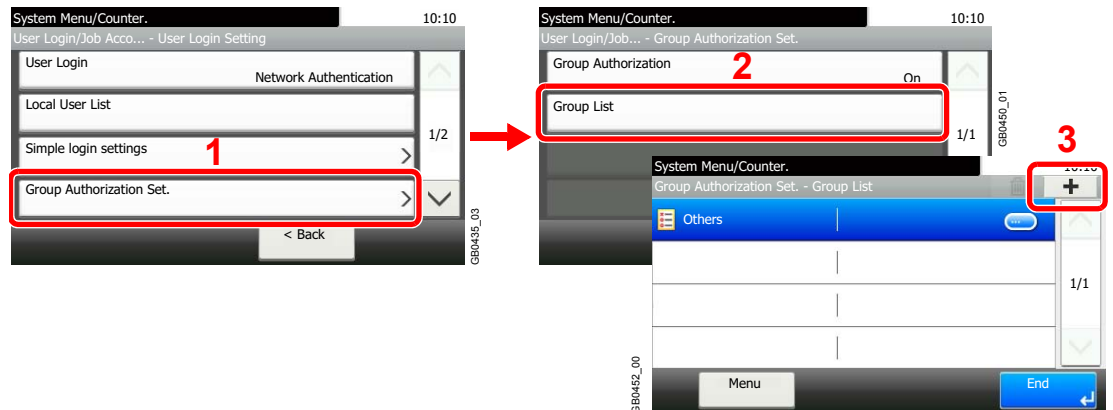 System Menu/Counter.
10:10
User Login/Job Acco... - User Login Setting
User Login
Network Authentication
Local User List
1/2
Simple login settings
1
Group Authorization Set.
< Back
GB0435_03
System Menu/Counter.
10:10
User Login/Job... - Group Authorization Set.
Group Authorization
2
On
Group List
1/1
GB0450_01
3
System Menu/Counter.
10:10
Group Authorization Set. - Group List
+
Others
1/1
Menu
End
GB0452_00